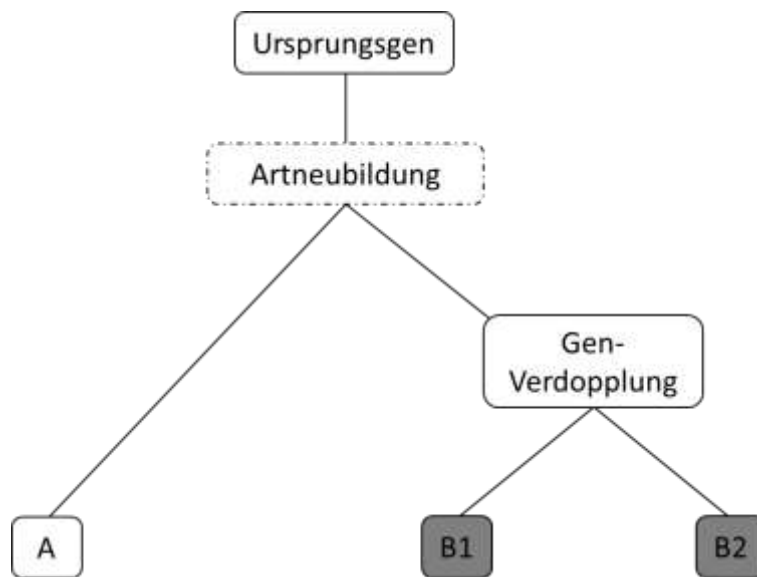 Ursprungsgen
Artneubildung
Gen-
Verdopplung
A
B1
B2